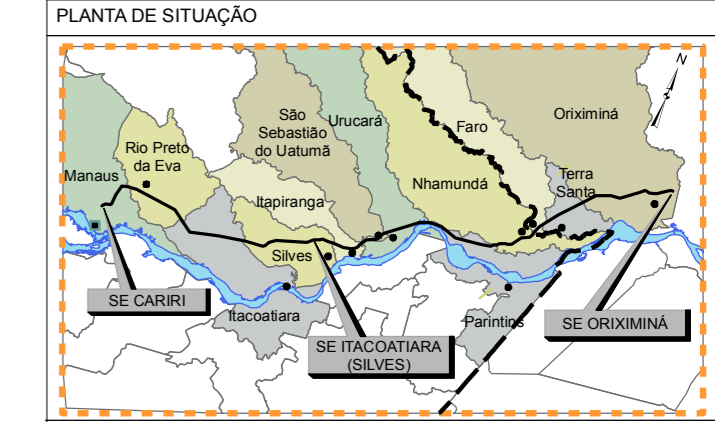 PLANTA DE SITUAÇÃO
N
São
Sebastião
do Uatumã
Urucará
Faro
Oriximiná
Rio Preto
da Eva
Manaus
Nhamundá
Terra
Santa
Itapiranga
Silves
SE CARIRI
Itacoatiara
SE ITACOATIARA
(SILVES)
Parintins
SE ORIXIMINÁ